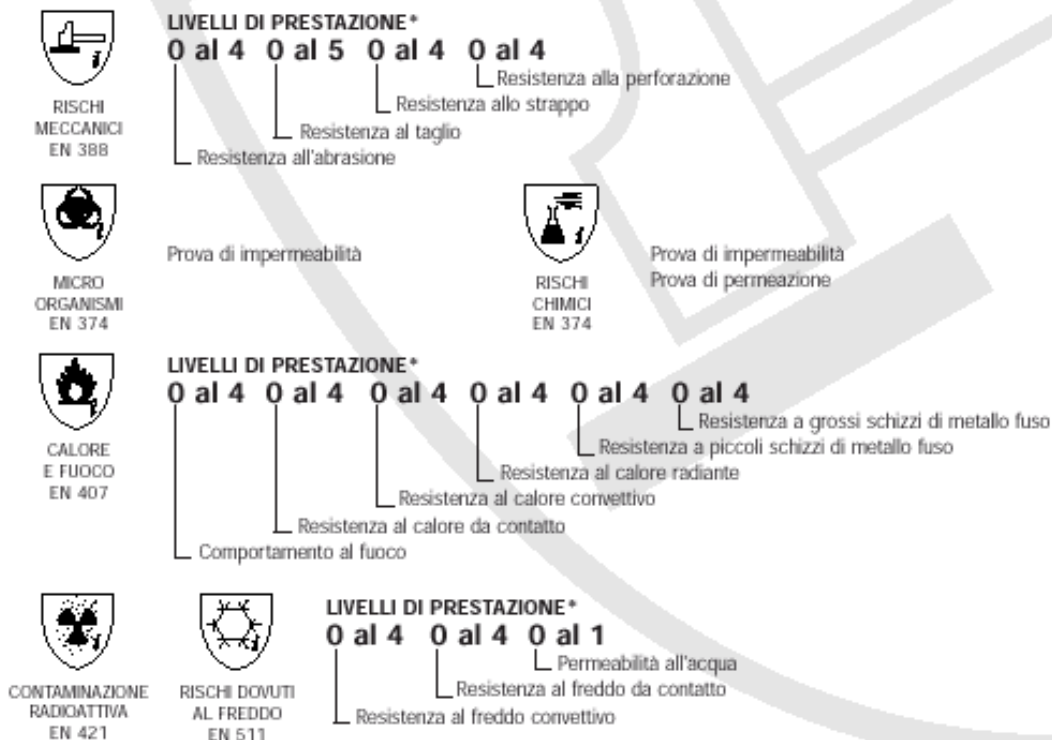 LIVELLI DI PRESTAZIONE*
0 al 4 0 al 5 0 al 4 0 al 4
Resistenza alla perforazione
Resistenza allo strappo
Resistenza al taglio
Resistenza all'abrasione
RISCHI
MECCANICI
EN 388
Prova di impermeabilità
MICRO
ORGANISMI
EN 374
Prova di impermeabilità
Prova di permeazione
RISCHI
CHIMICI
EN 374
LIVELLI DI PRESTAZIONE*
0 al 4 0 al 4 0 al 4 0 al 4 0 al 4 0 al 4
Resistenza a grossi schizzi di metallo fuso
Resistenza a piccoli schizzi di metallo fuso
Resistenza al calore radiante
Resistenza al calore convettivo
Resistenza al calore da contatto
Comportamento al fuoco
CALORE
E FUOCO
EN 407
CONTAMINAZIONE
RADIOATTIVA
EN 421
RISCHI DOVUTI
AL FREDDO
EN 511
LIVELLI DI PRESTAZIONE*
0 al 4 0 al 4 0 al 1
Permeabilità all'acqua
Resistenza al freddo da contatto
Resistenza al freddo convettivo